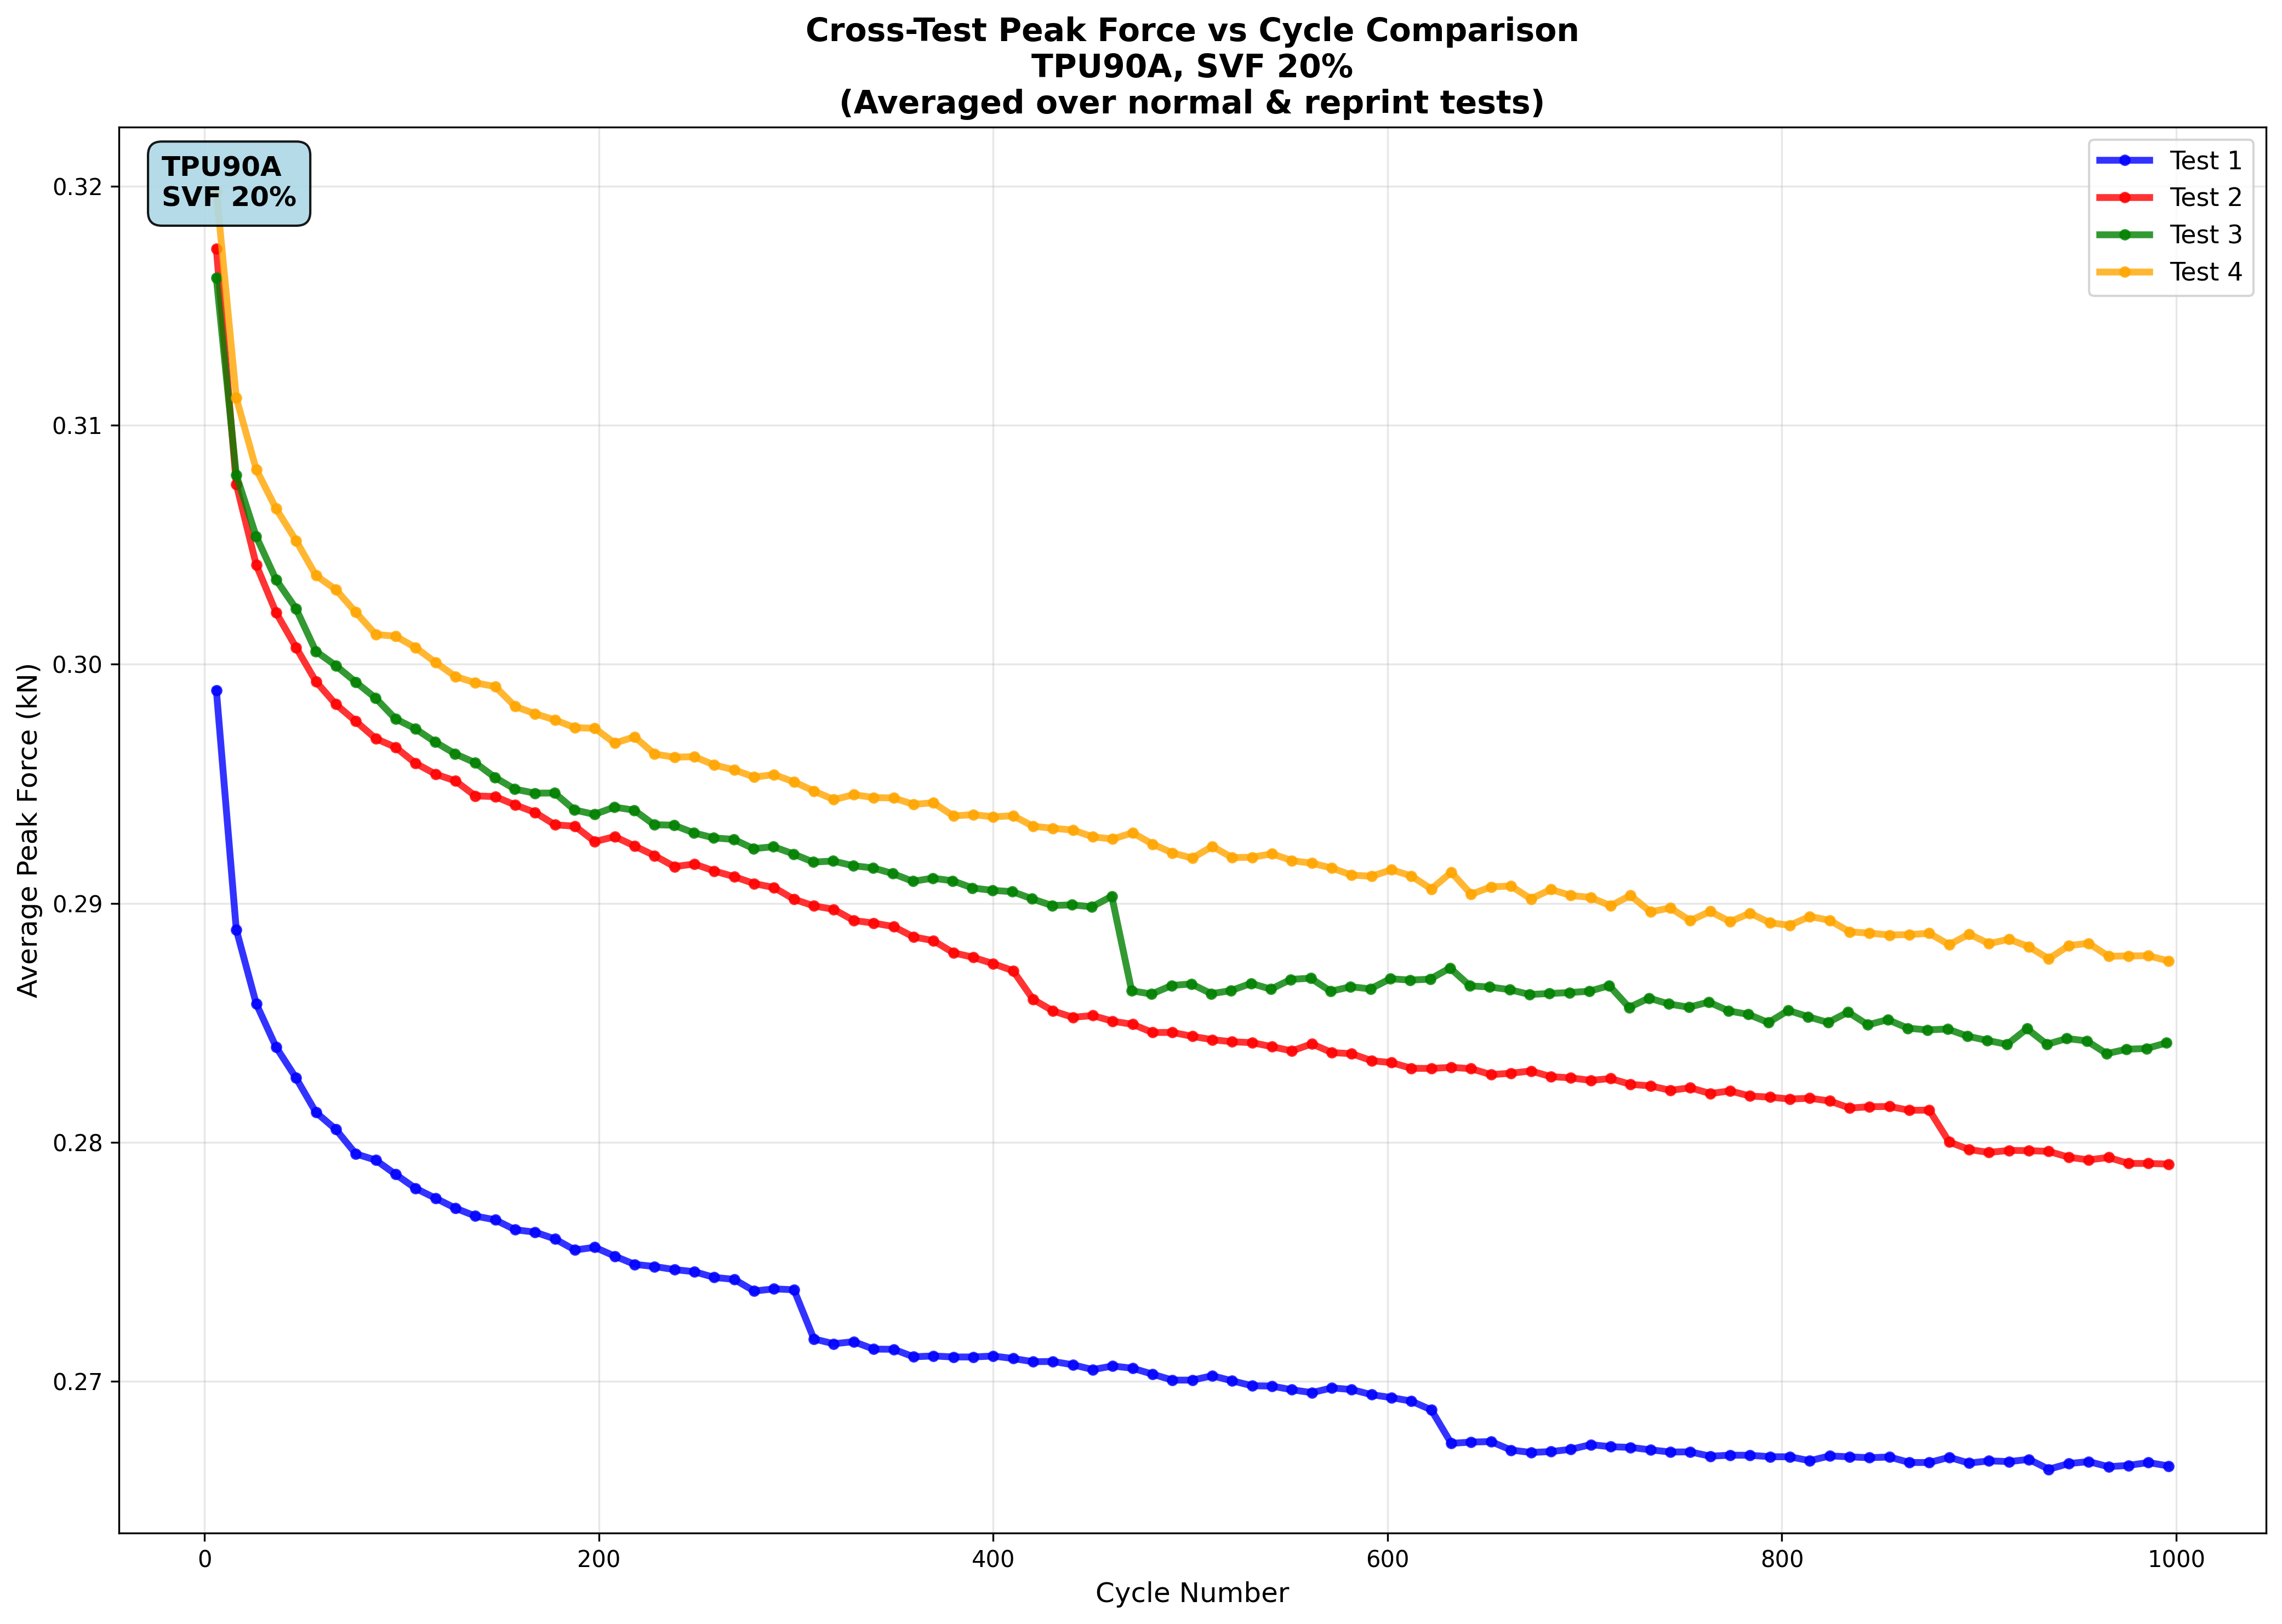 Cross-Test Peak Force vs Cycle Comparison
TPU90A, SVF 20%
(Averaged over normal & reprint tests)
TPU90A
SVF 20%
Test 1
Test 2
Test 3
Test 4
Average Peak Force (kN)
0.32
0.31
0.30
0.29
0.28
0.27
0
200
400
600
800
1000
Cycle Number